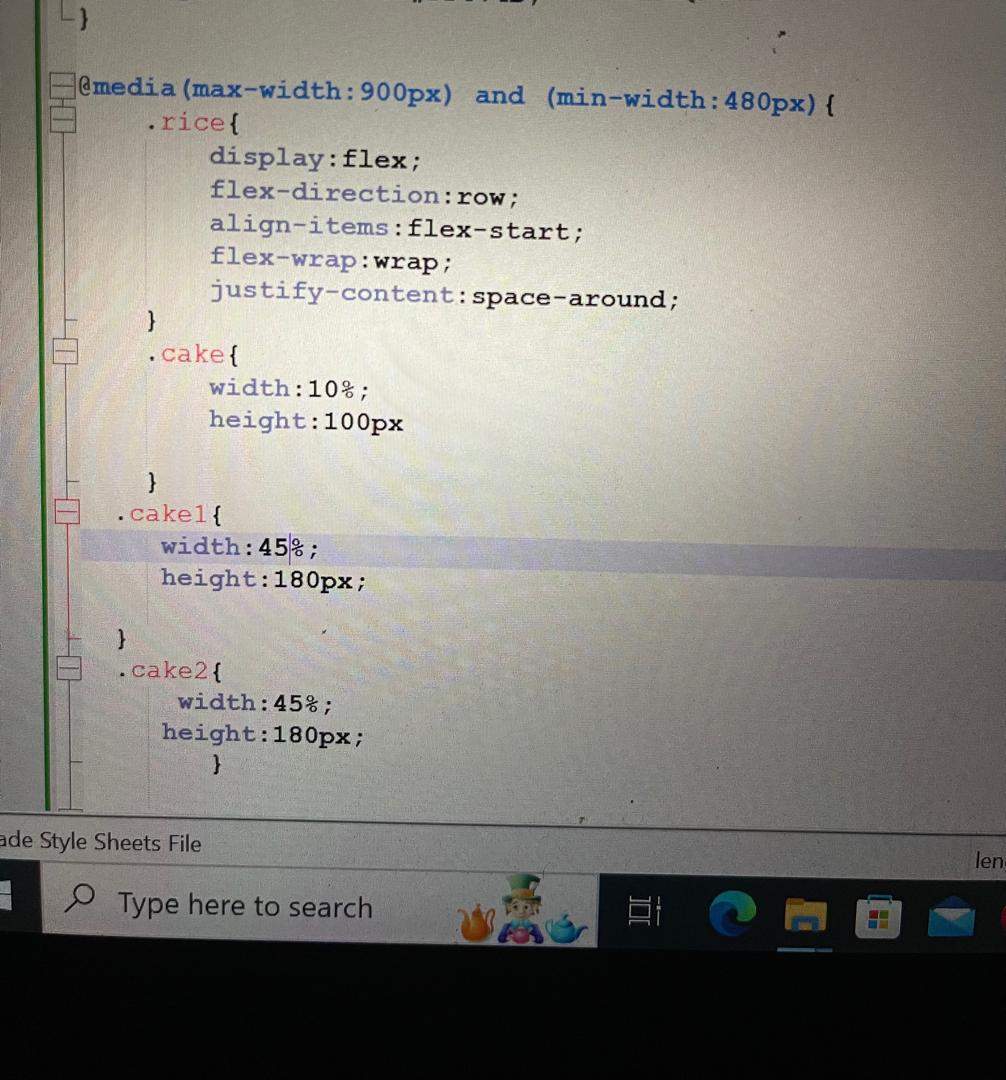 }
@media(max-width:900px) and (min-width:480px){
.rice{
display:flex;
flex-direction:row;
align-items:flex-start;
flex-wrap:wrap;
justify-content:space-around;
}
.cake{
width:10%;
height:100px
}
.cake1{
width:45%;
height:180px;
}
.cake2{
width:45%;
height:180px;
}
ade Style Sheets File
len
Type here to search